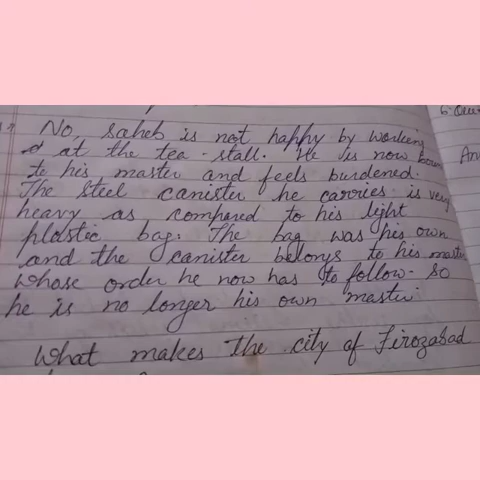 No, Saheb is not happy by working
at the tea-stall. He is now bound
to his master and feels burdened.
The steel canister he carries is very
heavy as compared to his light
plastic bag. The bag was his own
and the canister belongs to his master
whose order he now has to follow. So
he is no longer his own master.
What makes the city of Firozabad
6. Que
An